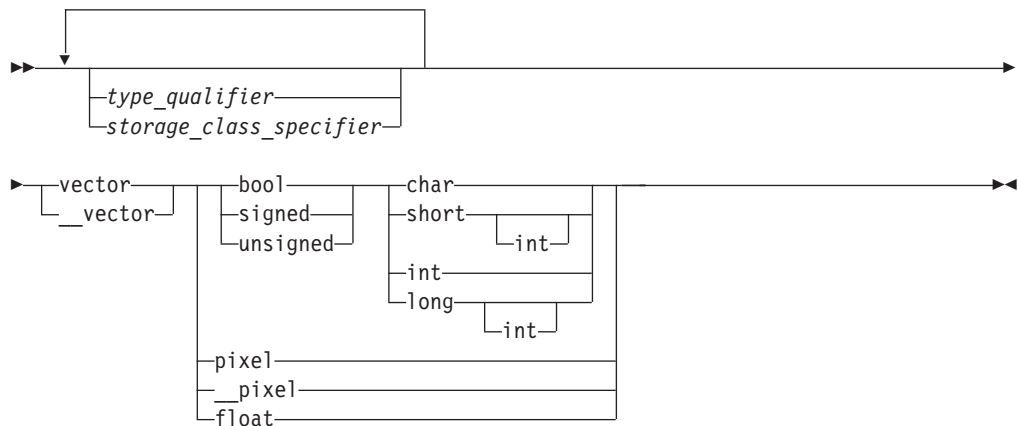 type_qualifier
storage_class_specifier
vector bool char
__vector signed short
unsigned int
int
long
int
pixel
__pixel
float